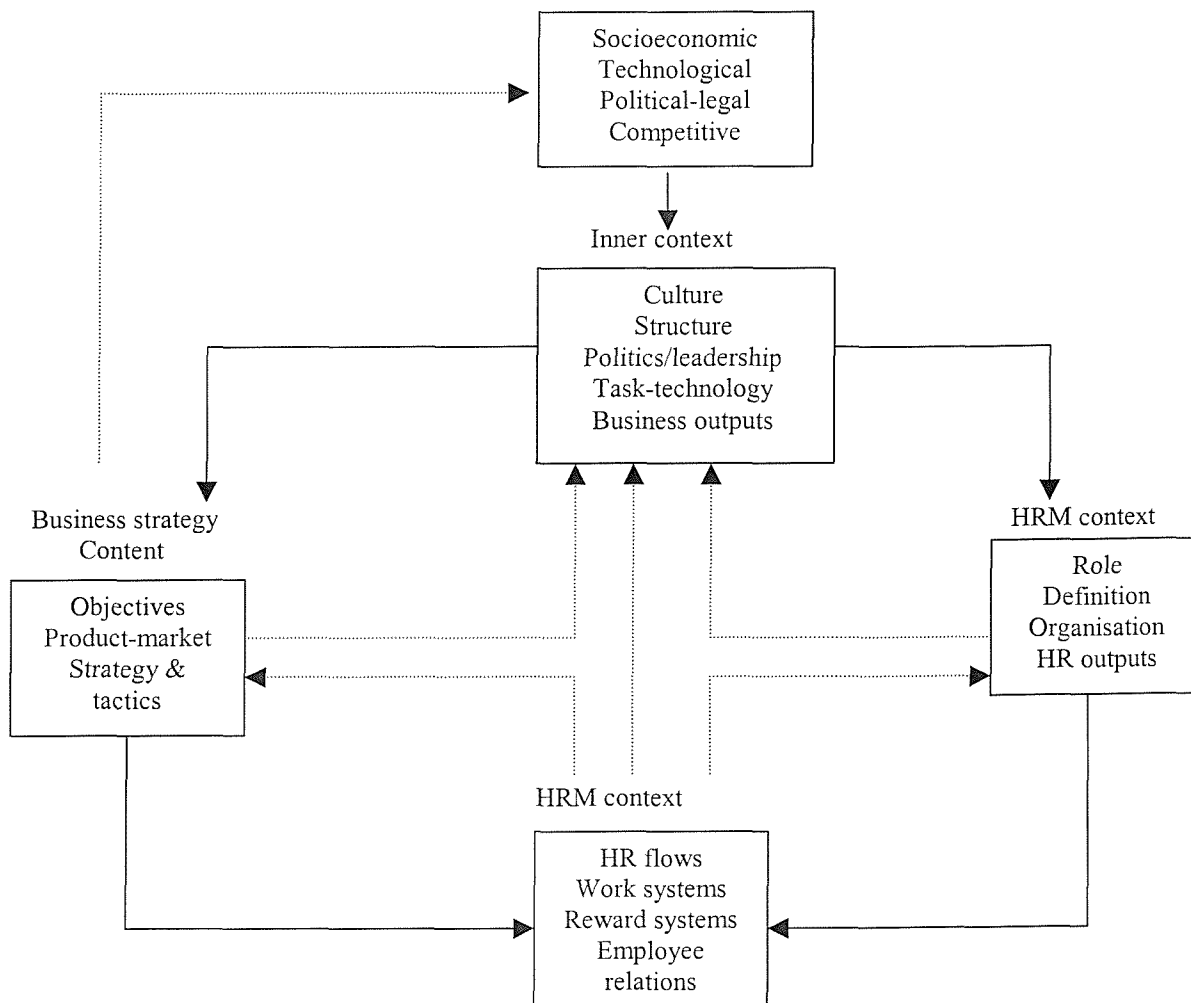 Socioeconomic
Technological
Political-legal
Competitive
Inner context
Culture
Structure
Politics/leadership
Task-technology
Business outputs
Business strategy
Content
Objectives
Product-market
Strategy &
tactics
HRM context
Role
Definition
Organisation
HR outputs
HRM context
HR flows
Work systems
Reward systems
Employee
relations